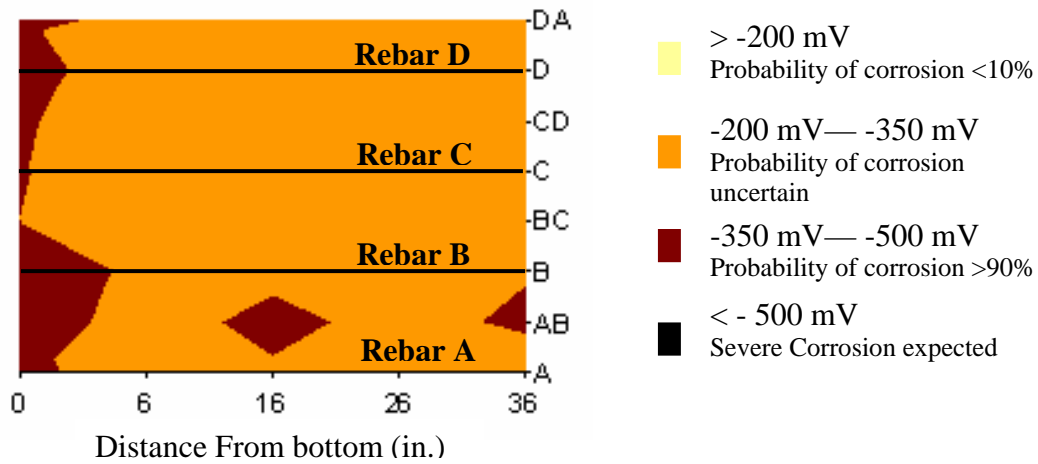 DA
Rebar D
D
CD
Rebar C
C
BC
Rebar B
B
AB
Rebar A
A
0 6 16 26 36
Distance From bottom (in.)
> -200 mV
Probability of corrosion <10%
-200 mV— -350 mV
Probability of corrosion
uncertain
-350 mV— -500 mV
Probability of corrosion >90%
< - 500 mV
Severe Corrosion expected